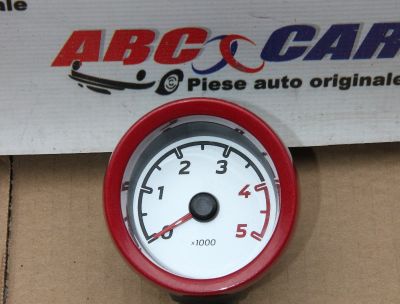 ale
ABC CAR
Piese auto originale
0 1 2 3 4 5
x1000